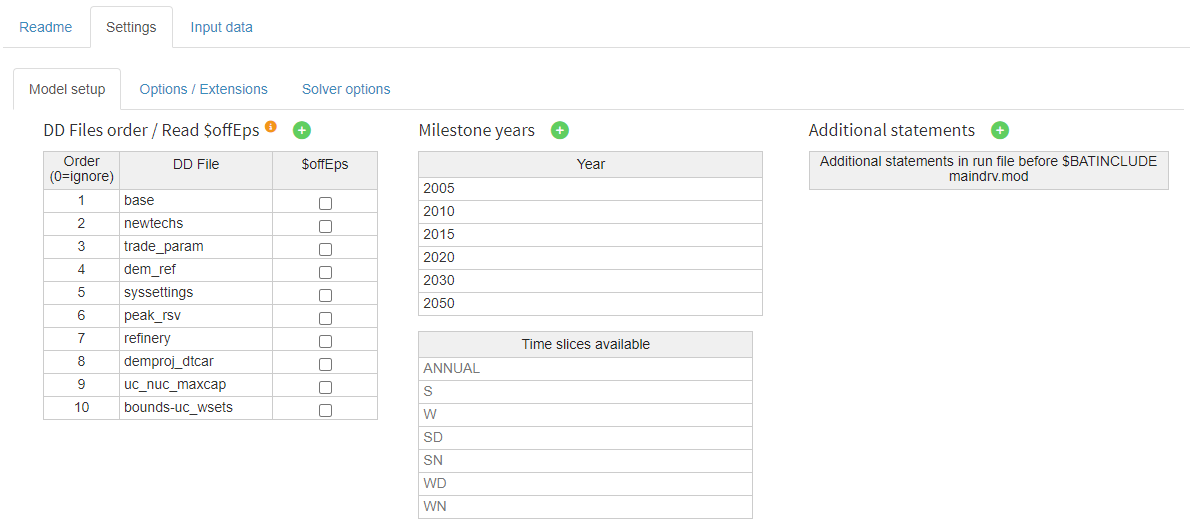 Readme Settings Input data
Model setup Options / Extensions Solver options
DD Files order / Read $offEps
Order (0=ignore) DD File $offEps
1 base
2 newtechs
3 trade_param
4 dem_ref
5 syssettings
6 peak_rsv
7 refinery
8 demproj_dtcar
9 uc_nuc_maxcap
10 bounds-uc_wsets
Milestone years
Year
2005
2010
2015
2020
2030
2050
Time slices available
ANNUAL
S
W
SD
SN
WD
WN
Additional statements
Additional statements in run file before $BATINCLUDE
maindrv.mod